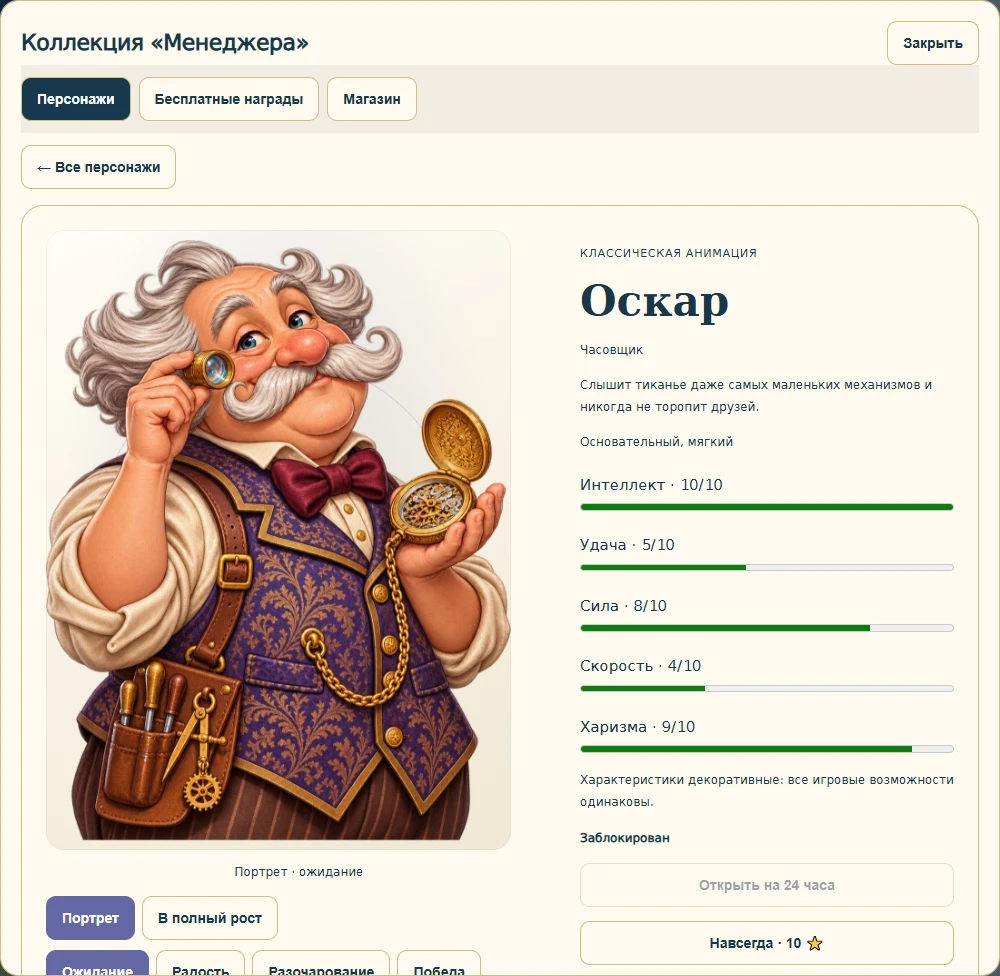 Коллекция «Менеджера»
Закрыть
Персонажи
Бесплатные награды
Магазин
← Все персонажи
КЛАССИЧЕСКАЯ АНИМАЦИЯ
Оскар
Часовщик
Слышит тиканье даже самых маленьких механизмов и
никогда не торопит друзей.
Основательный, мягкий
Интеллект · 10/10
Удача · 5/10
Сила · 8/10
Скорость · 4/10
Харизма · 9/10
Характеристики декоративные: все игровые возможности
одинаковы.
Заблокирован
Открыть на 24 часа
Навсегда · 10 ⭐
Портрет · ожидание
Портрет
В полный рост
Ожидание
Радость
Разочарование
Победа